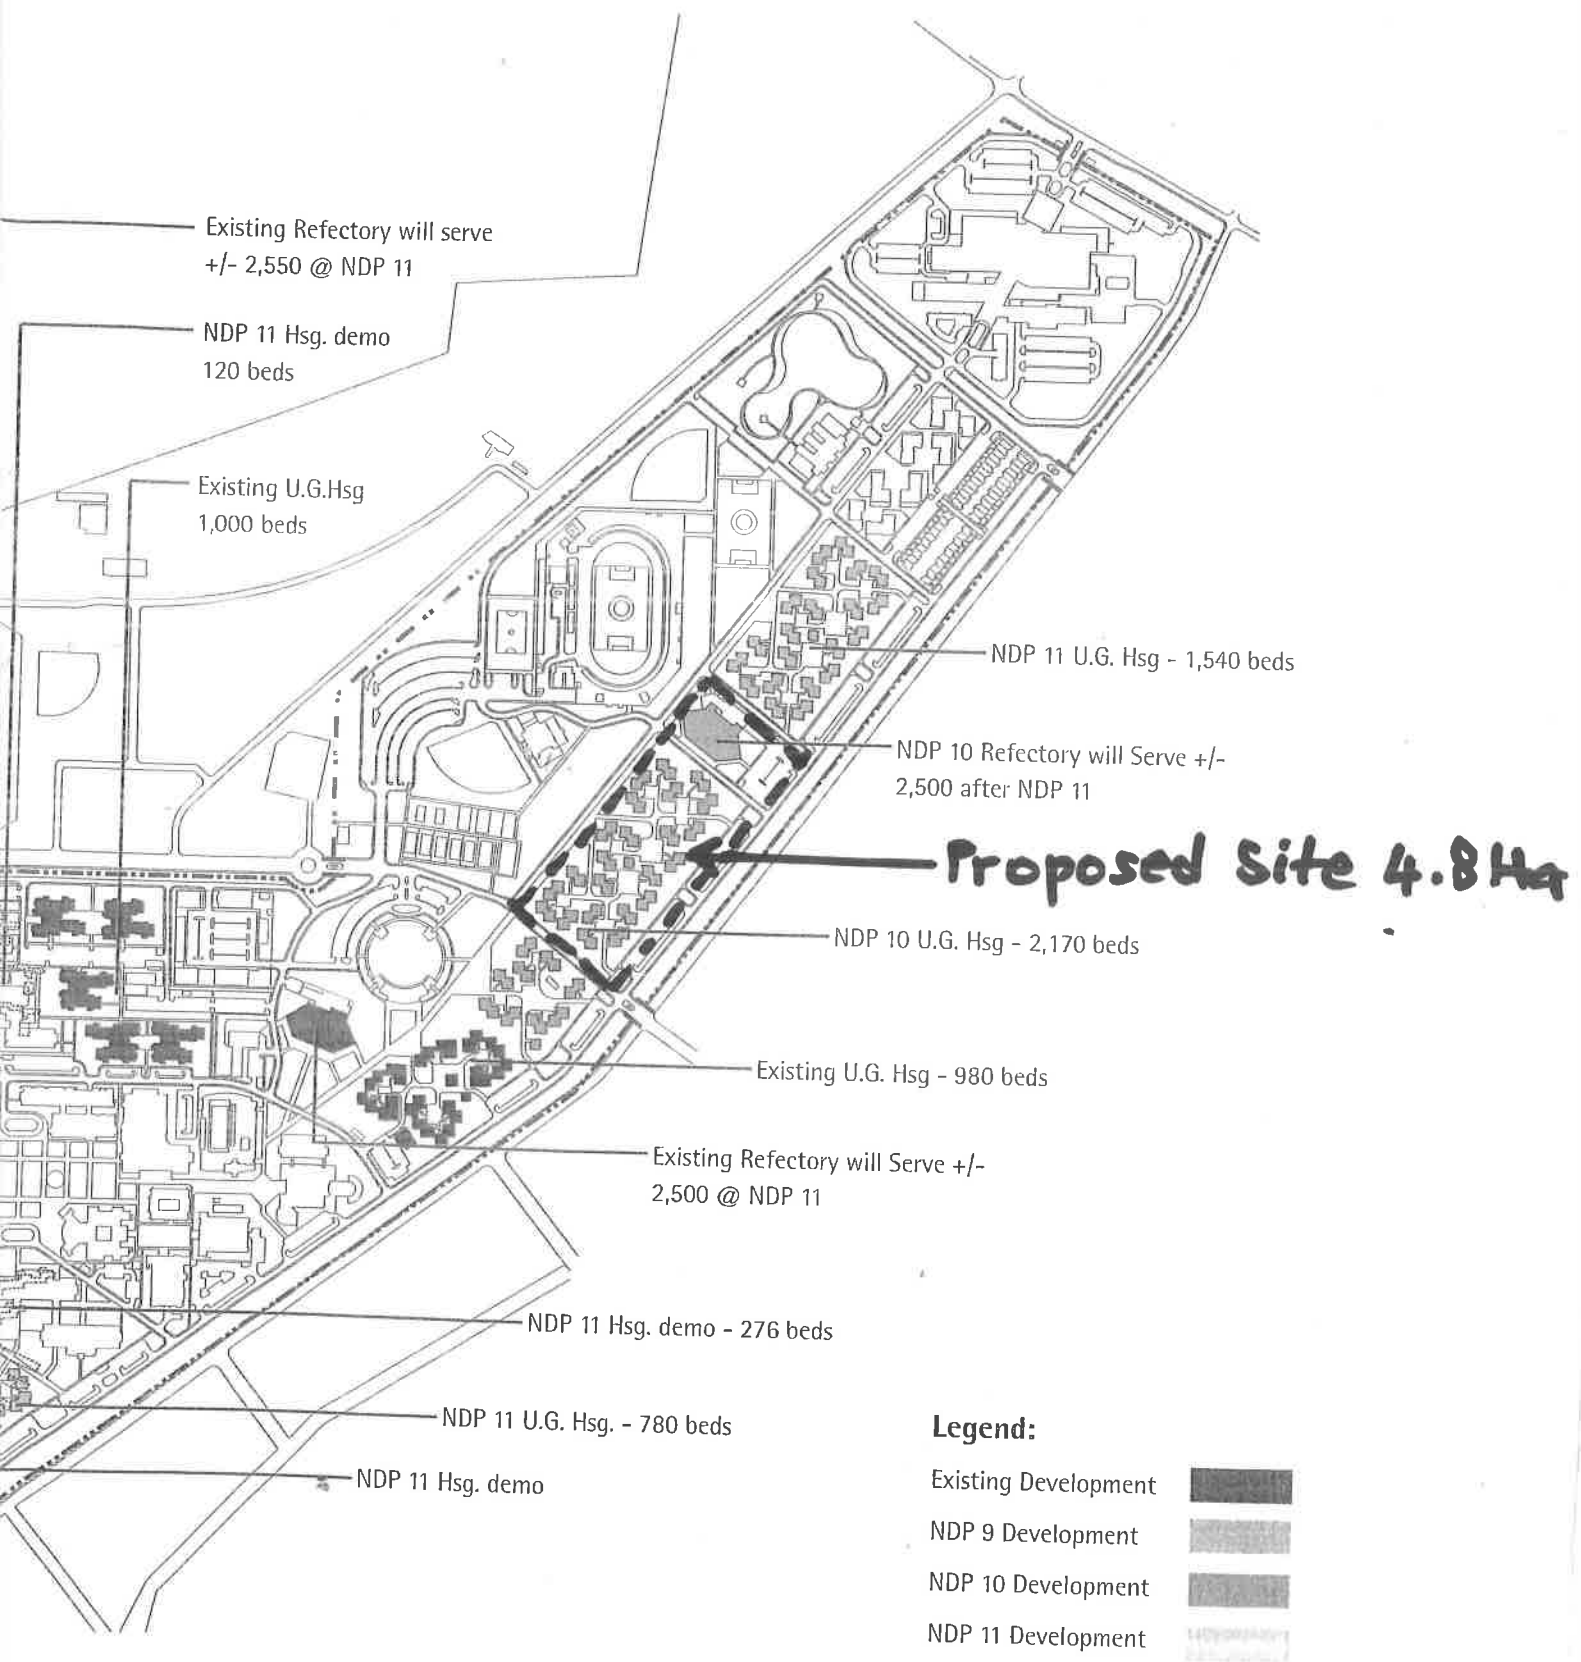 Existing Refectory will serve
+/- 2,550 @ NDP 11
NDP 11 Hsg. demo
120 beds
Existing U.G.Hsg
1,000 beds
NDP 11 U.G. Hsg - 1,540 beds
NDP 10 Refectory will Serve +/-
2,500 after NDP 11
Proposed Site 4.8 Ha
NDP 10 U.G. Hsg - 2,170 beds
Existing U.G. Hsg - 980 beds
Existing Refectory will Serve +/-
2,500 @ NDP 11
NDP 11 Hsg. demo - 276 beds
NDP 11 U.G. Hsg. - 780 beds
NDP 11 Hsg. demo
Legend:
Existing Development
NDP 9 Development
NDP 10 Development
NDP 11 Development